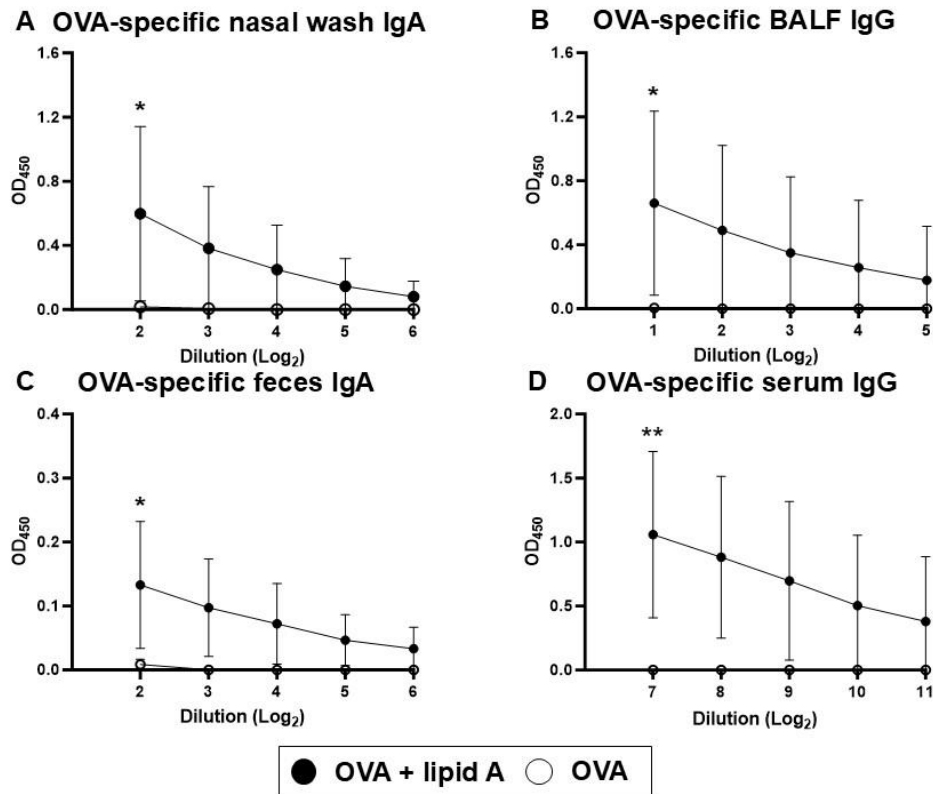 A OVA-specific nasal wash IgA
1.6
1.2
0.8
0.4
0.0
OD450
*
2 3 4 5 6
Dilution (Log2)
B OVA-specific BALF IgG
1.6
1.2
0.8
0.4
0.0
OD450
*
1 2 3 4 5
Dilution (Log2)
C OVA-specific feces IgA
0.4
0.3
0.2
0.1
0.0
OD450
*
2 3 4 5 6
Dilution (Log2)
D OVA-specific serum IgG
2.0
1.5
1.0
0.5
0.0
OD450
**
7 8 9 10 11
Dilution (Log2)
OVA + lipid A OVA